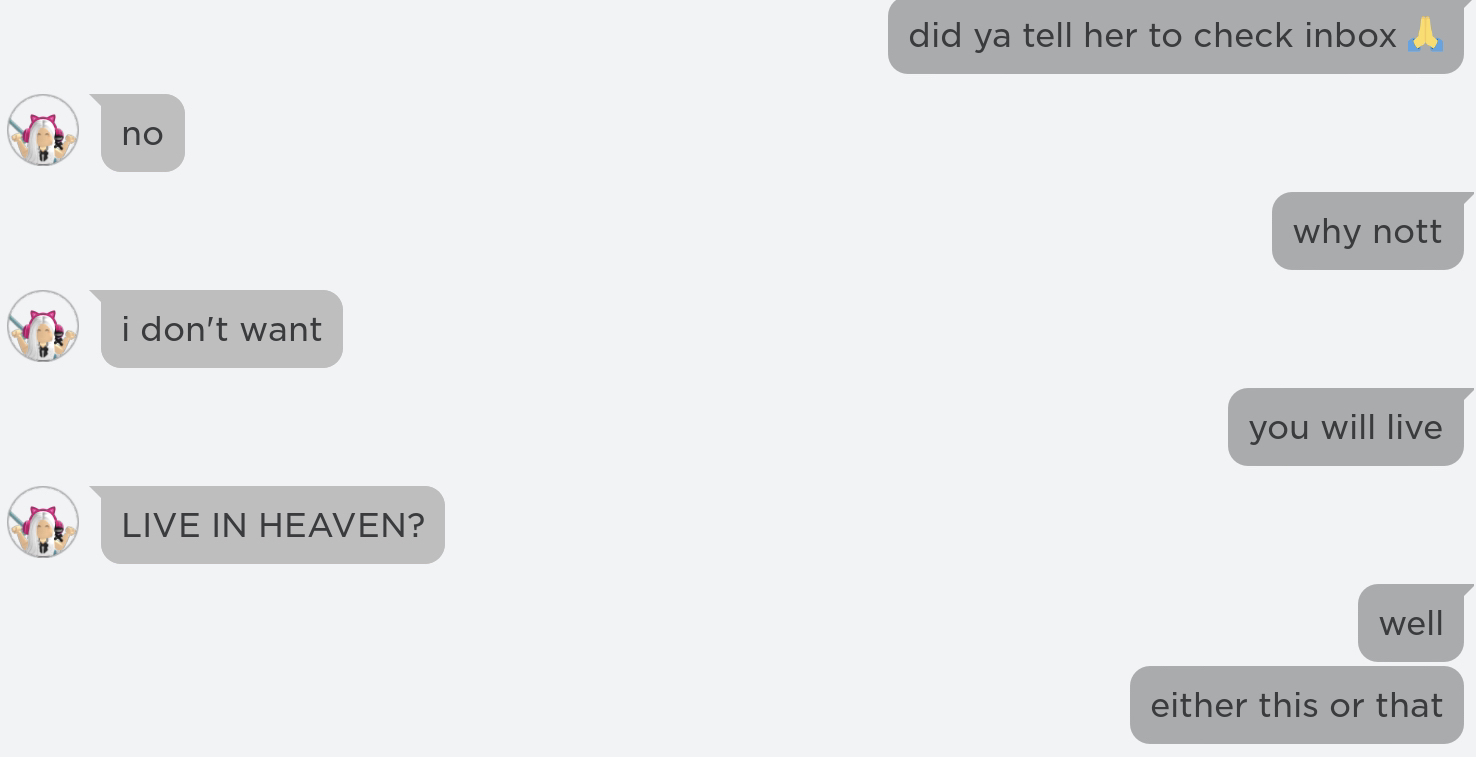 did ya tell her to check inbox 🙏
no
why nott
i don't want
you will live
LIVE IN HEAVEN?
well
either this or that